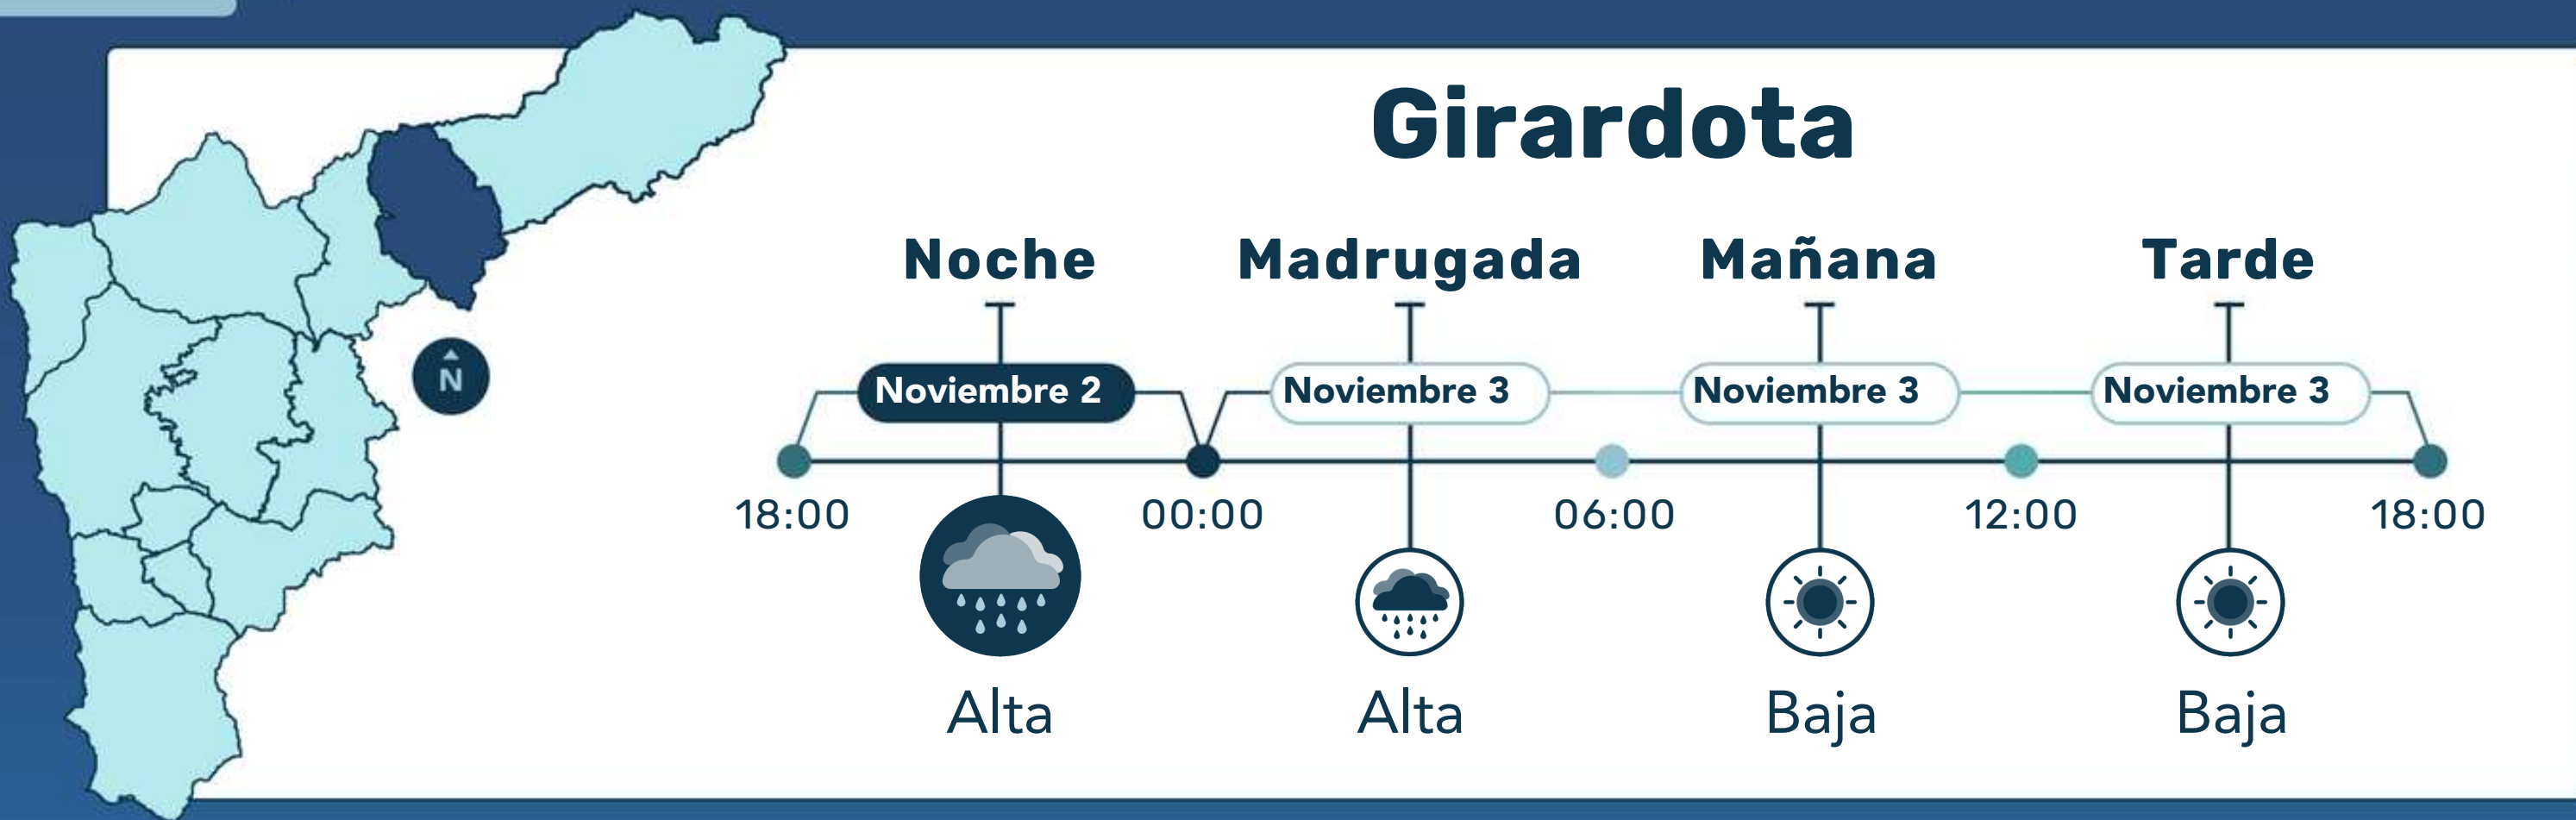 Girardota
Noche Madrugada Mañana Tarde
Noviembre 2 Noviembre 3 Noviembre 3 Noviembre 3
N
18:00 00:00 06:00 12:00 18:00
Alta Alta Baja Baja